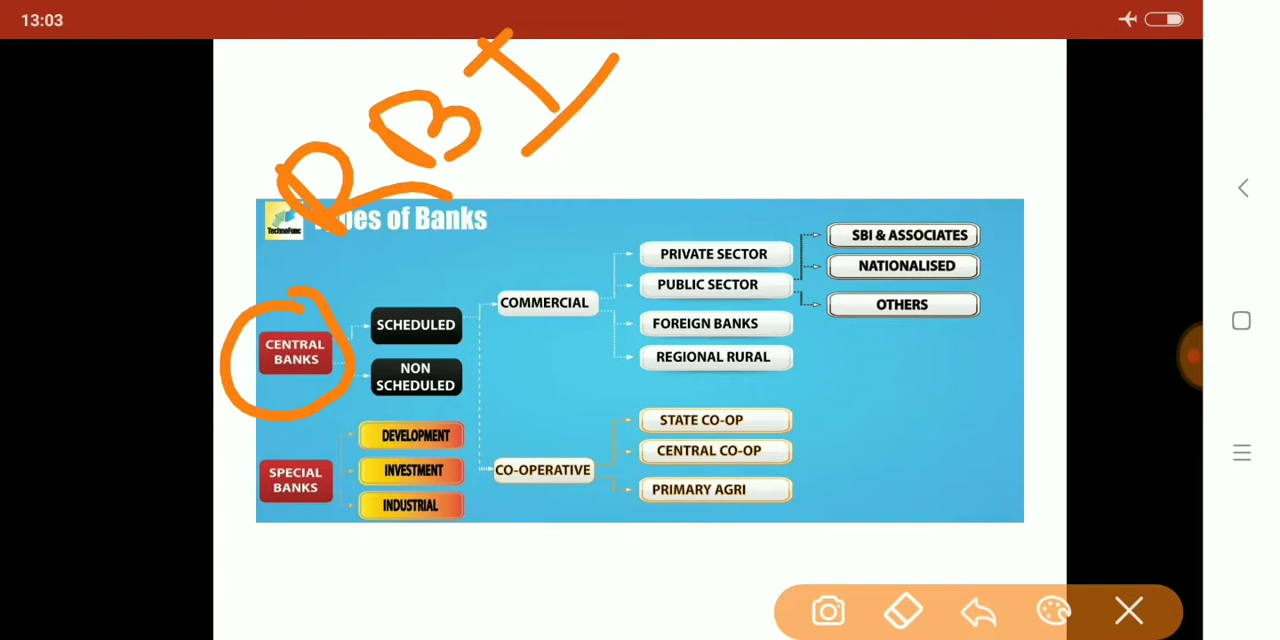 13:03
RBI
TechnoFunc
Types of Banks
SBI & ASSOCIATES
PRIVATE SECTOR
NATIONALISED
PUBLIC SECTOR
COMMERCIAL
OTHERS
SCHEDULED
FOREIGN BANKS
CENTRAL
BANKS
REGIONAL RURAL
NON
SCHEDULED
STATE CO-OP
DEVELOPMENT
CENTRAL CO-OP
SPECIAL
BANKS
INVESTMENT
CO-OPERATIVE
PRIMARY AGRI
INDUSTRIAL